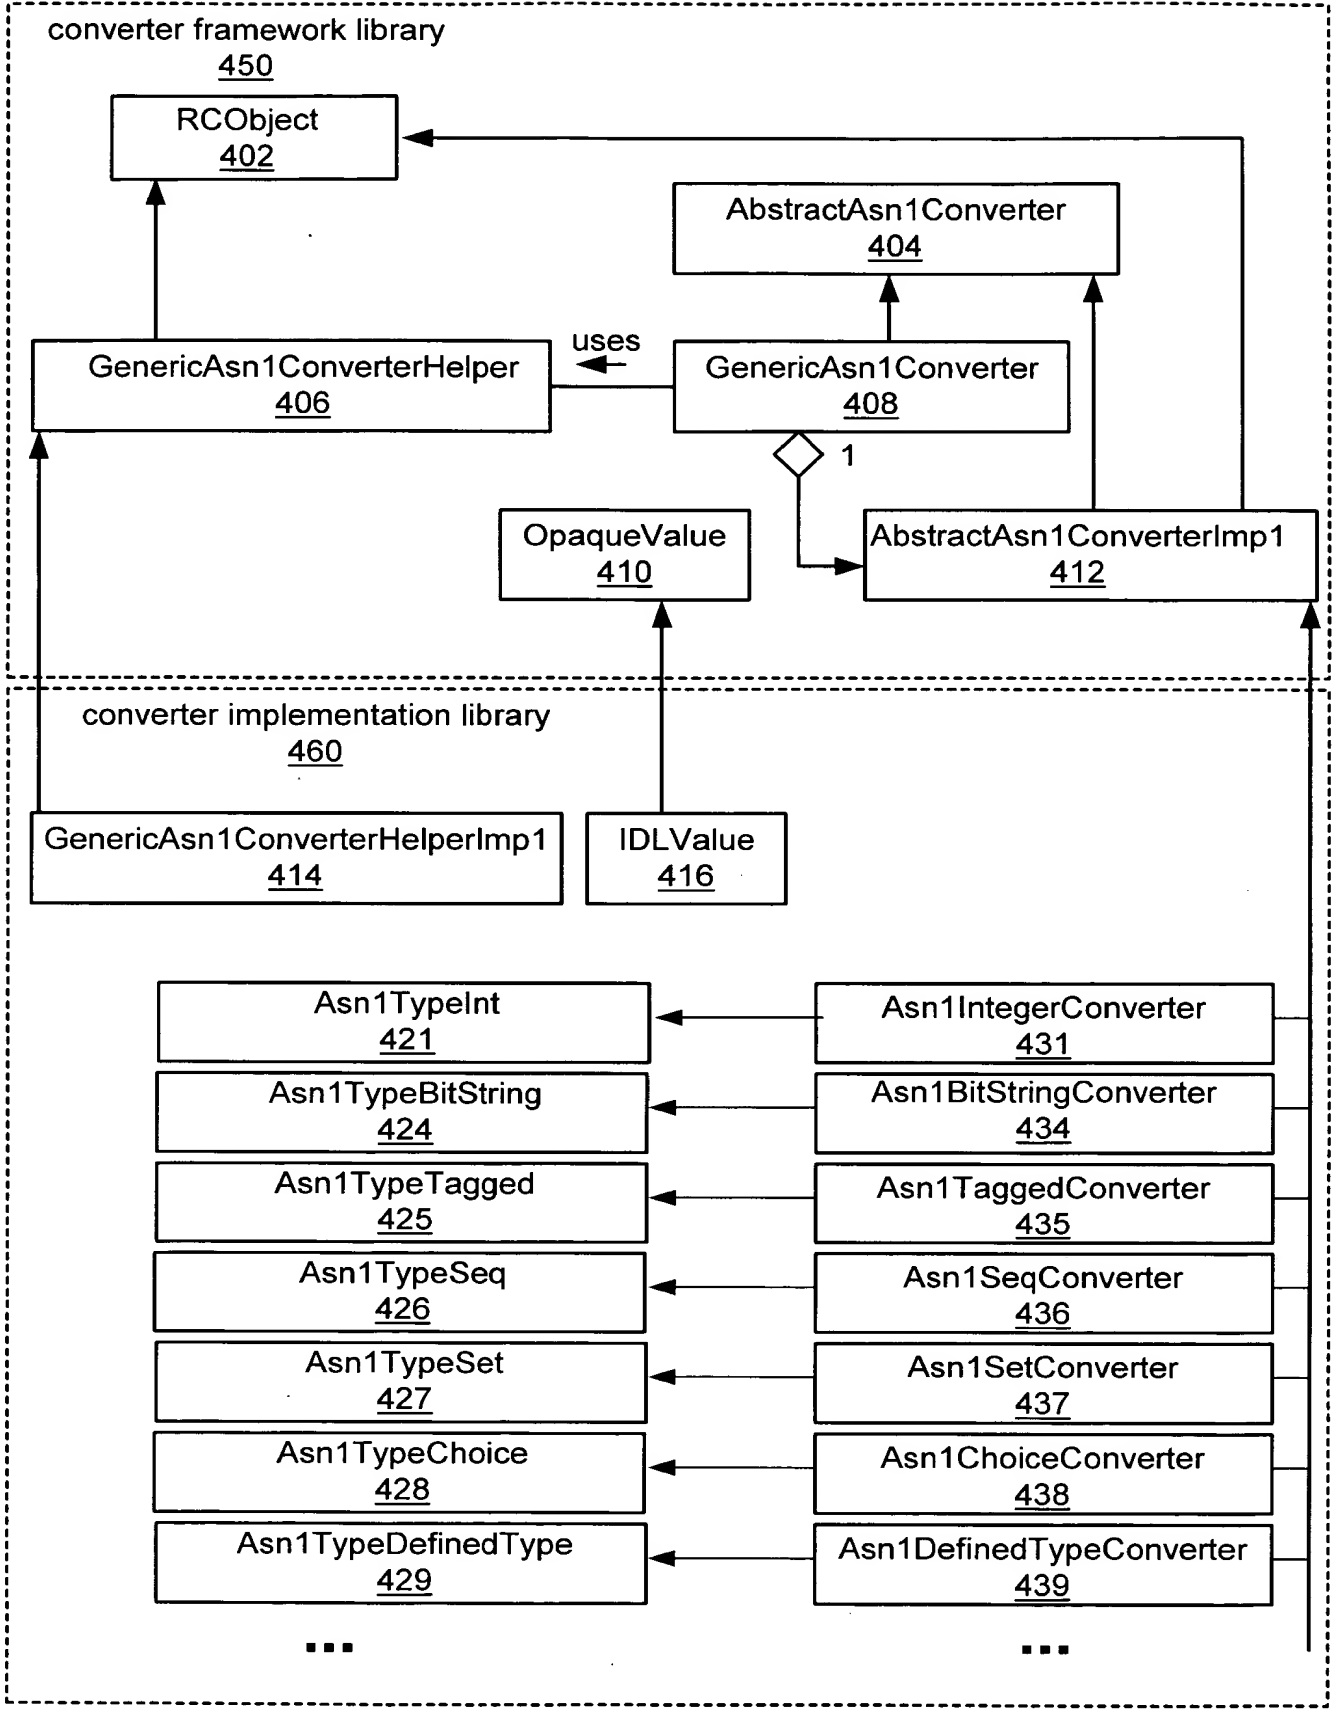 converter framework library
450
RCObject
402
AbstractAsn1Converter
404
uses
GenericAsn1ConverterHelper
406
GenericAsn1Converter
408
1
OpaqueValue
410
AbstractAsn1ConverterImp1
412
converter implementation library
460
GenericAsn1ConverterHelperImp1
414
IDLValue
416
Asn1TypeInt
421
Asn1IntegerConverter
431
Asn1TypeBitString
424
Asn1BitStringConverter
434
Asn1TypeTagged
425
Asn1TaggedConverter
435
Asn1TypeSeq
426
Asn1SeqConverter
436
Asn1TypeSet
427
Asn1SetConverter
437
Asn1TypeChoice
428
Asn1ChoiceConverter
438
Asn1TypeDefinedType
429
Asn1DefinedTypeConverter
439
...
...